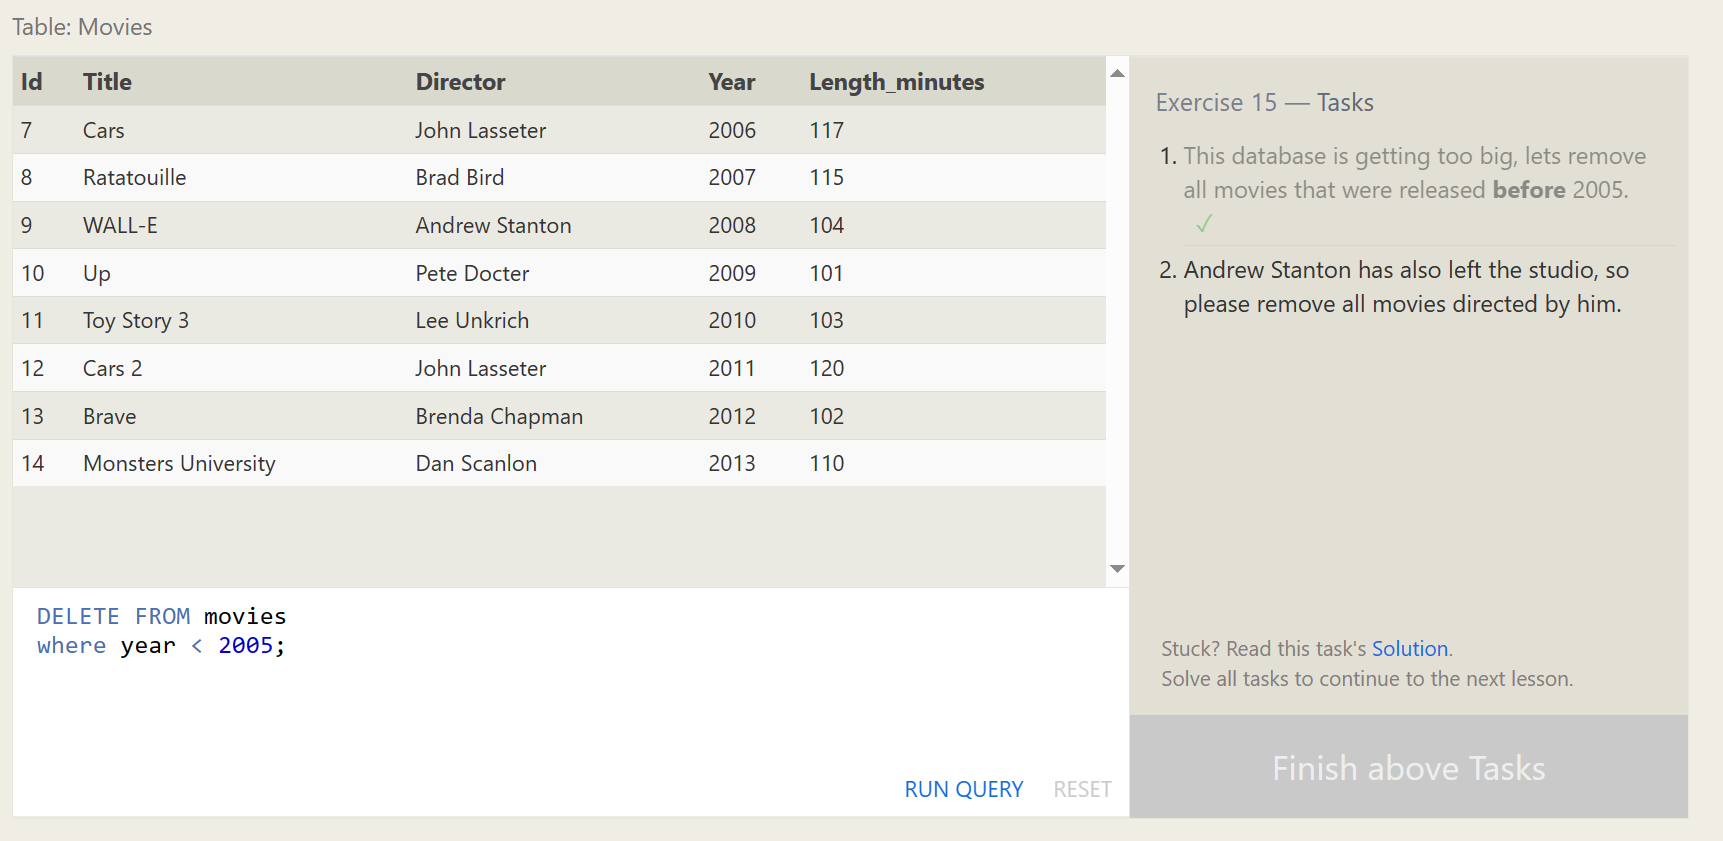 Table: Movies
Id Title Director Year Length_minutes
7 Cars John Lasseter 2006 117
8 Ratatouille Brad Bird 2007 115
9 WALL-E Andrew Stanton 2008 104
10 Up Pete Docter 2009 101
11 Toy Story 3 Lee Unkrich 2010 103
12 Cars 2 John Lasseter 2011 120
13 Brave Brenda Chapman 2012 102
14 Monsters University Dan Scanlon 2013 110
DELETE FROM movies
where year < 2005;
RUN QUERY RESET
Exercise 15 — Tasks
1. This database is getting too big, lets remove
all movies that were released before 2005.
✓
2. Andrew Stanton has also left the studio, so
please remove all movies directed by him.
Stuck? Read this task's Solution.
Solve all tasks to continue to the next lesson.
Finish above Tasks